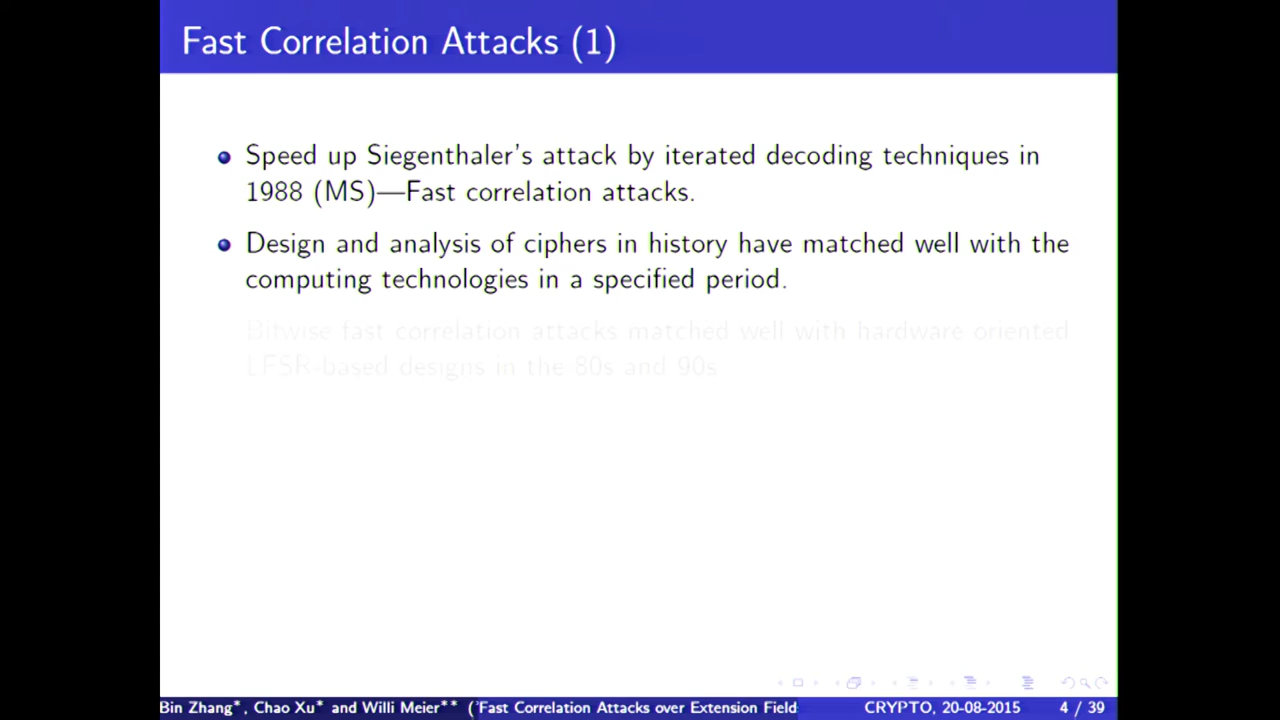 Fast Correlation Attacks (1)
Speed up Siegenthaler's attack by iterated decoding techniques in
1988 (MS)—Fast correlation attacks.
Design and analysis of ciphers in history have matched well with the
computing technologies in a specified period.
Bitwise fast correlation attacks matched well with hardware oriented
LFSR-based designs in the 80s and 90s
Bin Zhang*, Chao Xu* and Willi Meier** ('Fast Correlation Attacks over Extension Field CRYPTO, 20-08-2015 4 / 39